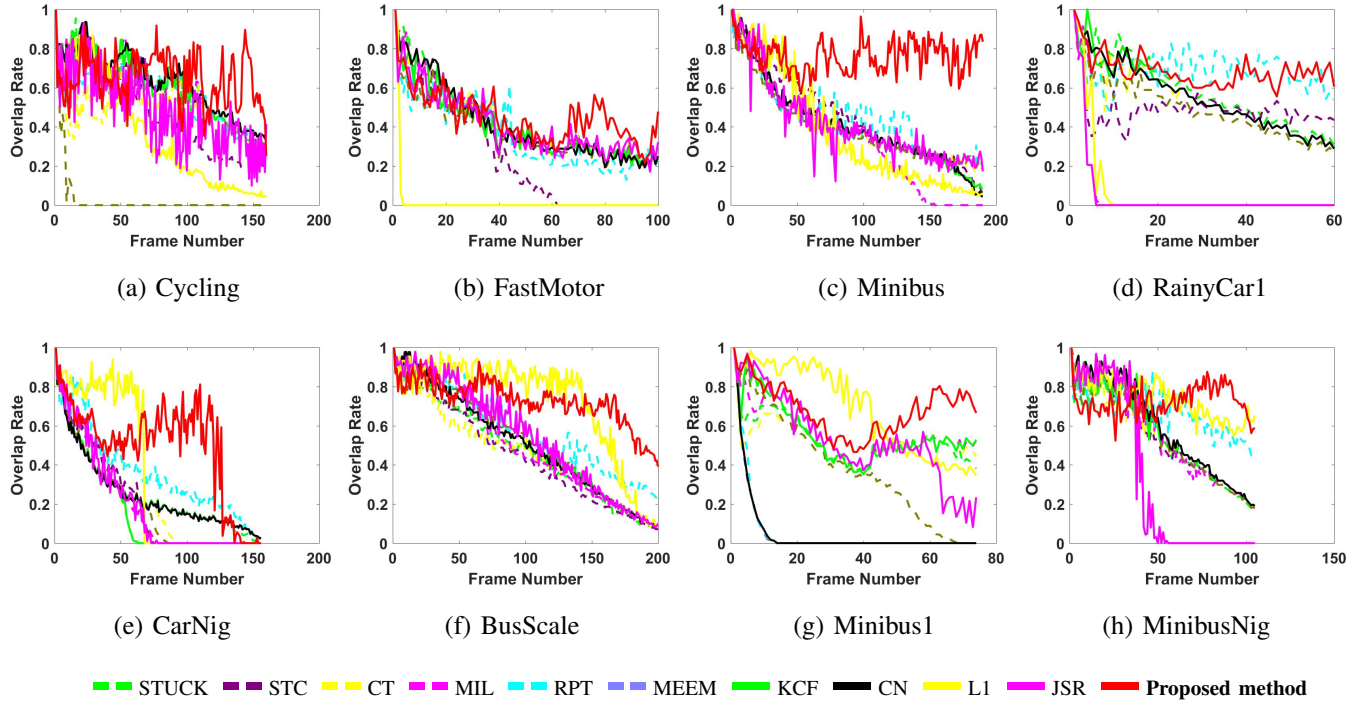 Overlap Rate
1
0.8
0.6
0.4
0.2
0
0 50 100 150 200
Frame Number
(a) Cycling
Overlap Rate
1
0.8
0.6
0.4
0.2
0
0 20 40 60 80 100
Frame Number
(b) FastMotor
Overlap Rate
1
0.8
0.6
0.4
0.2
0
0 50 100 150 200
Frame Number
(c) Minibus
Overlap Rate
1
0.8
0.6
0.4
0.2
0
0 20 40 60
Frame Number
(d) RainyCar1
Overlap Rate
1
0.8
0.6
0.4
0.2
0
0 50 100 150 200
Frame Number
(e) CarNig
Overlap Rate
1
0.8
0.6
0.4
0.2
0
0 50 100 150 200
Frame Number
(f) BusScale
Overlap Rate
1
0.8
0.6
0.4
0.2
0
0 20 40 60 80
Frame Number
(g) Minibus1
Overlap Rate
1
0.8
0.6
0.4
0.2
0
0 50 100 150
Frame Number
(h) MinibusNig
STUCK STC CT MIL RPT MEEM KCF CN L1 JSR Proposed method